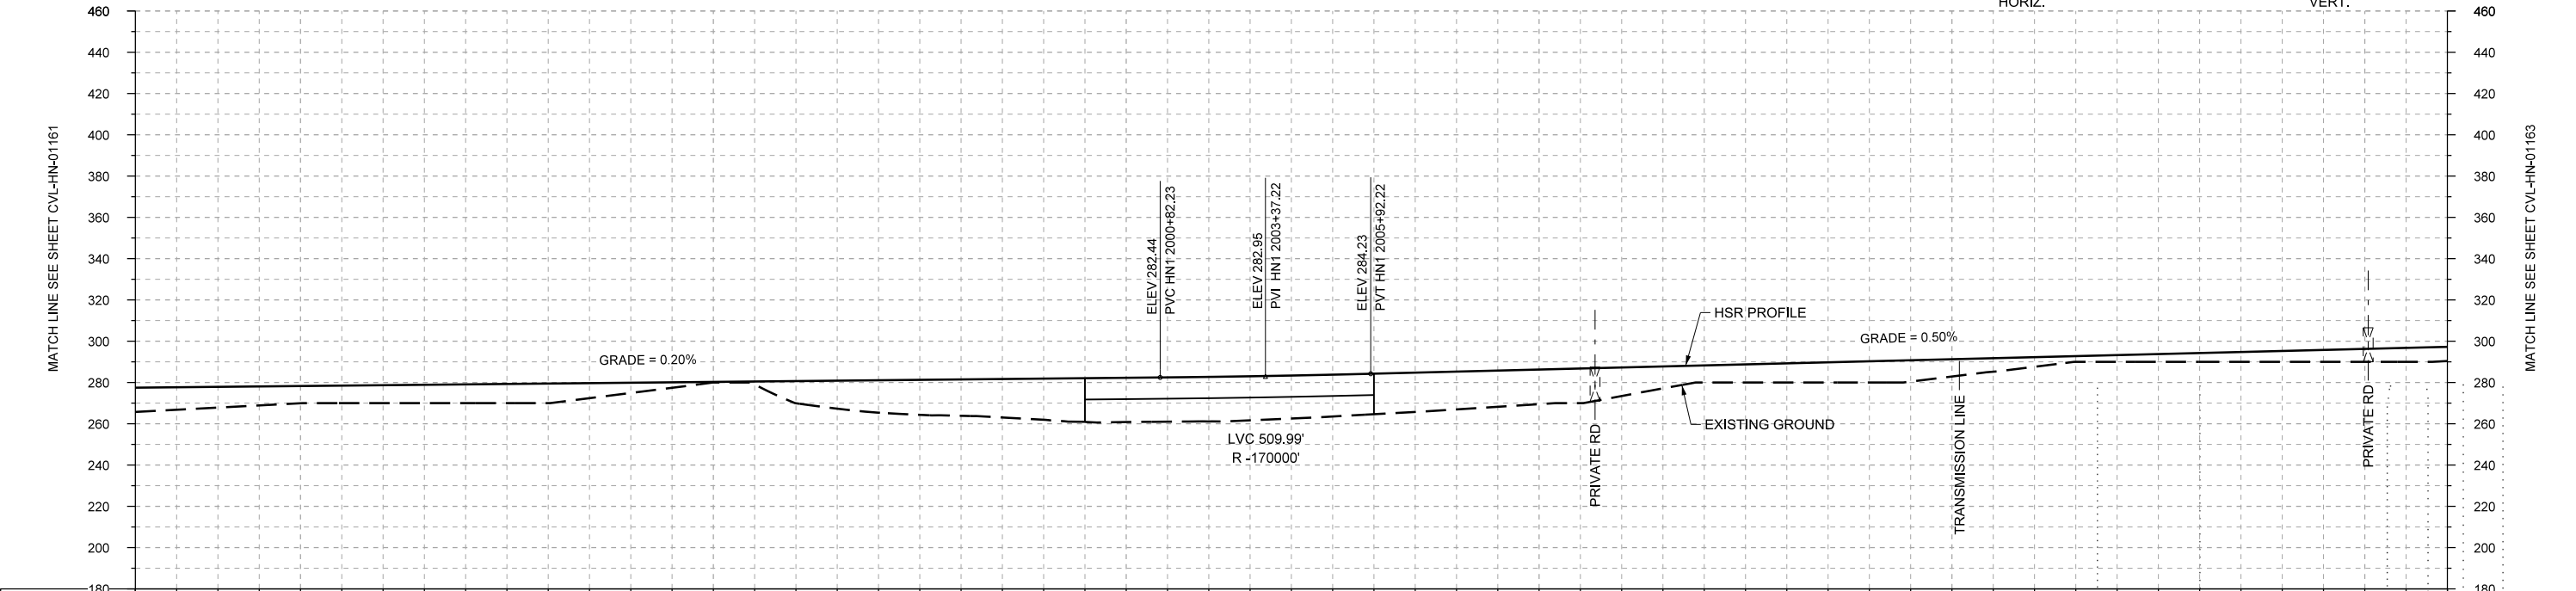 HORIZ.
VERT.
460
440
420
400
380
360
340
320
300
280
260
240
220
200
180
MATCH LINE SEE SHEET CVL-HN-01161
GRADE = 0.20%
ELEV 282.44
PVC HN1 2000+82.23
ELEV 282.95
PVI HN1 2003+37.22
ELEV 284.23
PVT HN1 2005+92.22
LVC 509.99'
R -170000'
PRIVATE RD
HSR PROFILE
EXISTING GROUND
GRADE = 0.50%
TRANSMISSION LINE
PRIVATE RD
460
440
420
400
380
360
340
320
300
280
260
240
220
200
180
MATCH LINE SEE SHEET CVL-HN-01163